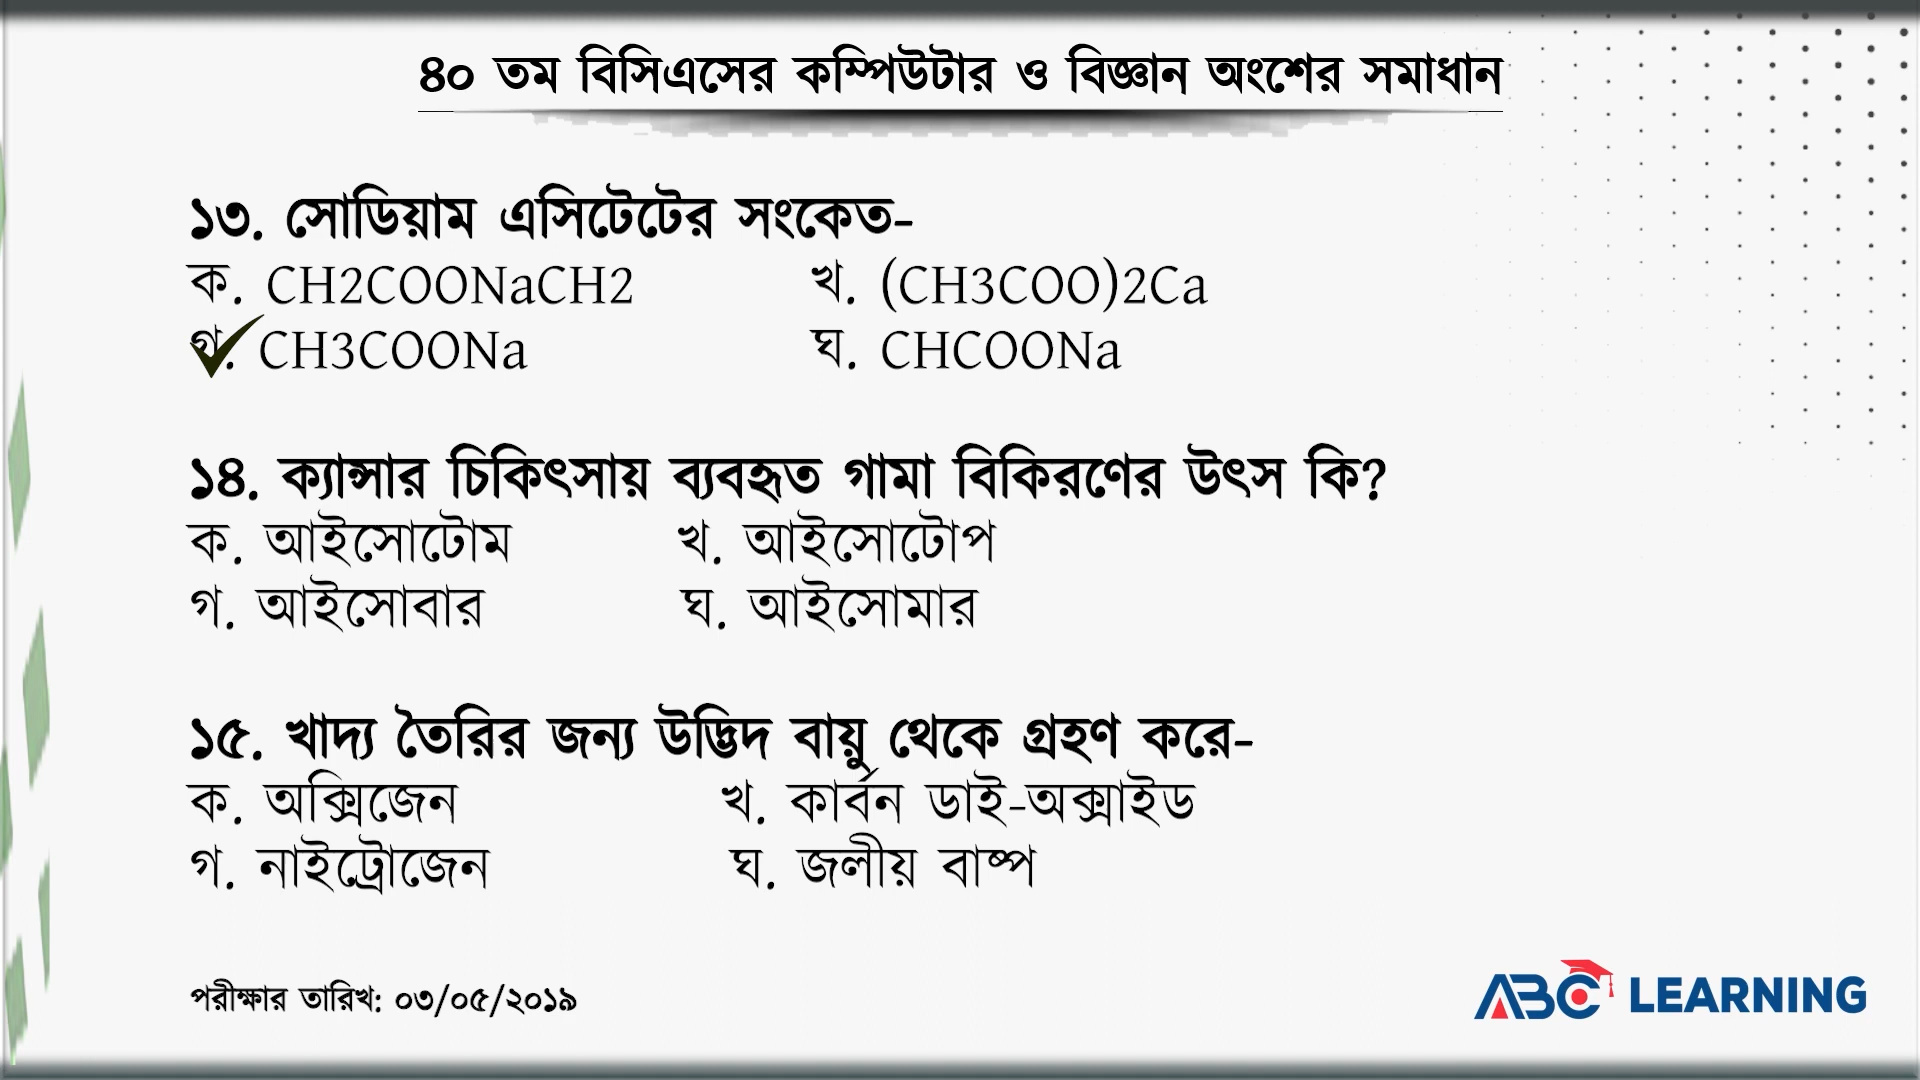 ৪০ তম বিসিএসের কম্পিউটার ও বিজ্ঞান অংশের সমাধান
১৩. সোডিয়াম এসিটেটের সংকেত-
ক. CH2COONaCH2 খ. (CH3COO)2Ca
গ. CH3COONa ঘ. CHCOONa
১৪. ক্যান্সার চিকিৎসায় ব্যবহৃত গামা বিকিরণের উৎস কি?
ক. আইসোটোম খ. আইসোটোপ
গ. আইসোবার ঘ. আইসোমার
১৫. খাদ্য তৈরির জন্য উদ্ভিদ বায়ু থেকে গ্রহণ করে-
ক. অক্সিজেন খ. কার্বন ডাই-অক্সাইড
গ. নাইট্রোজেন ঘ. জলীয় বাষ্প
পরীক্ষার তারিখ: ০৩/০৫/২০১৯
ABC LEARNING